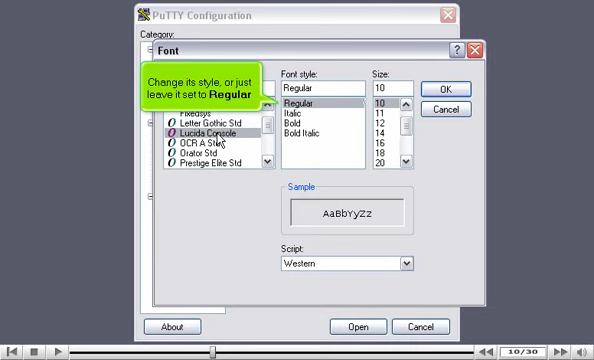 PuTTY Configuration
Category:
Font
Change its style, or just
leave it set to Regular
Font style:
Size:
Regular
10
OK
Cancel
Fixedsys
Letter Gothic Std
Lucida Console
OCR A Std
Orator Std
Prestige Elite Std
Regular
Italic
Bold
Bold Italic
10
11
12
14
16
18
20
Sample
AaBbYyZz
Script:
Western
About
Open
Cancel
10/30